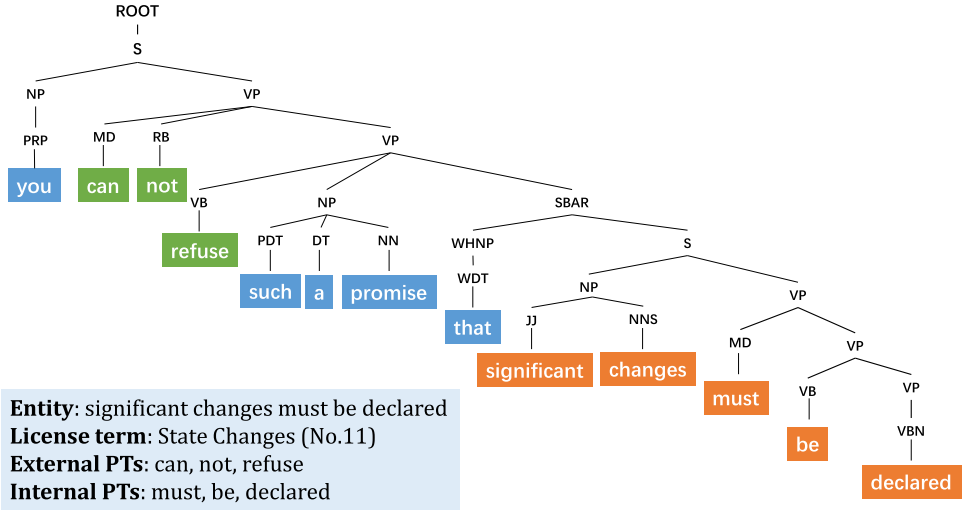 ROOT
S
NP VP
PRP MD RB VP
you can not
VB NP SBAR
refuse PDT DT NN WHNP S
such a promise WDT NP VP
that JJ NNS MD VP
significant changes must VB VP
be VBN
declared
Entity: significant changes must be declared
License term: State Changes (No.11)
External PTs: can, not, refuse
Internal PTs: must, be, declared